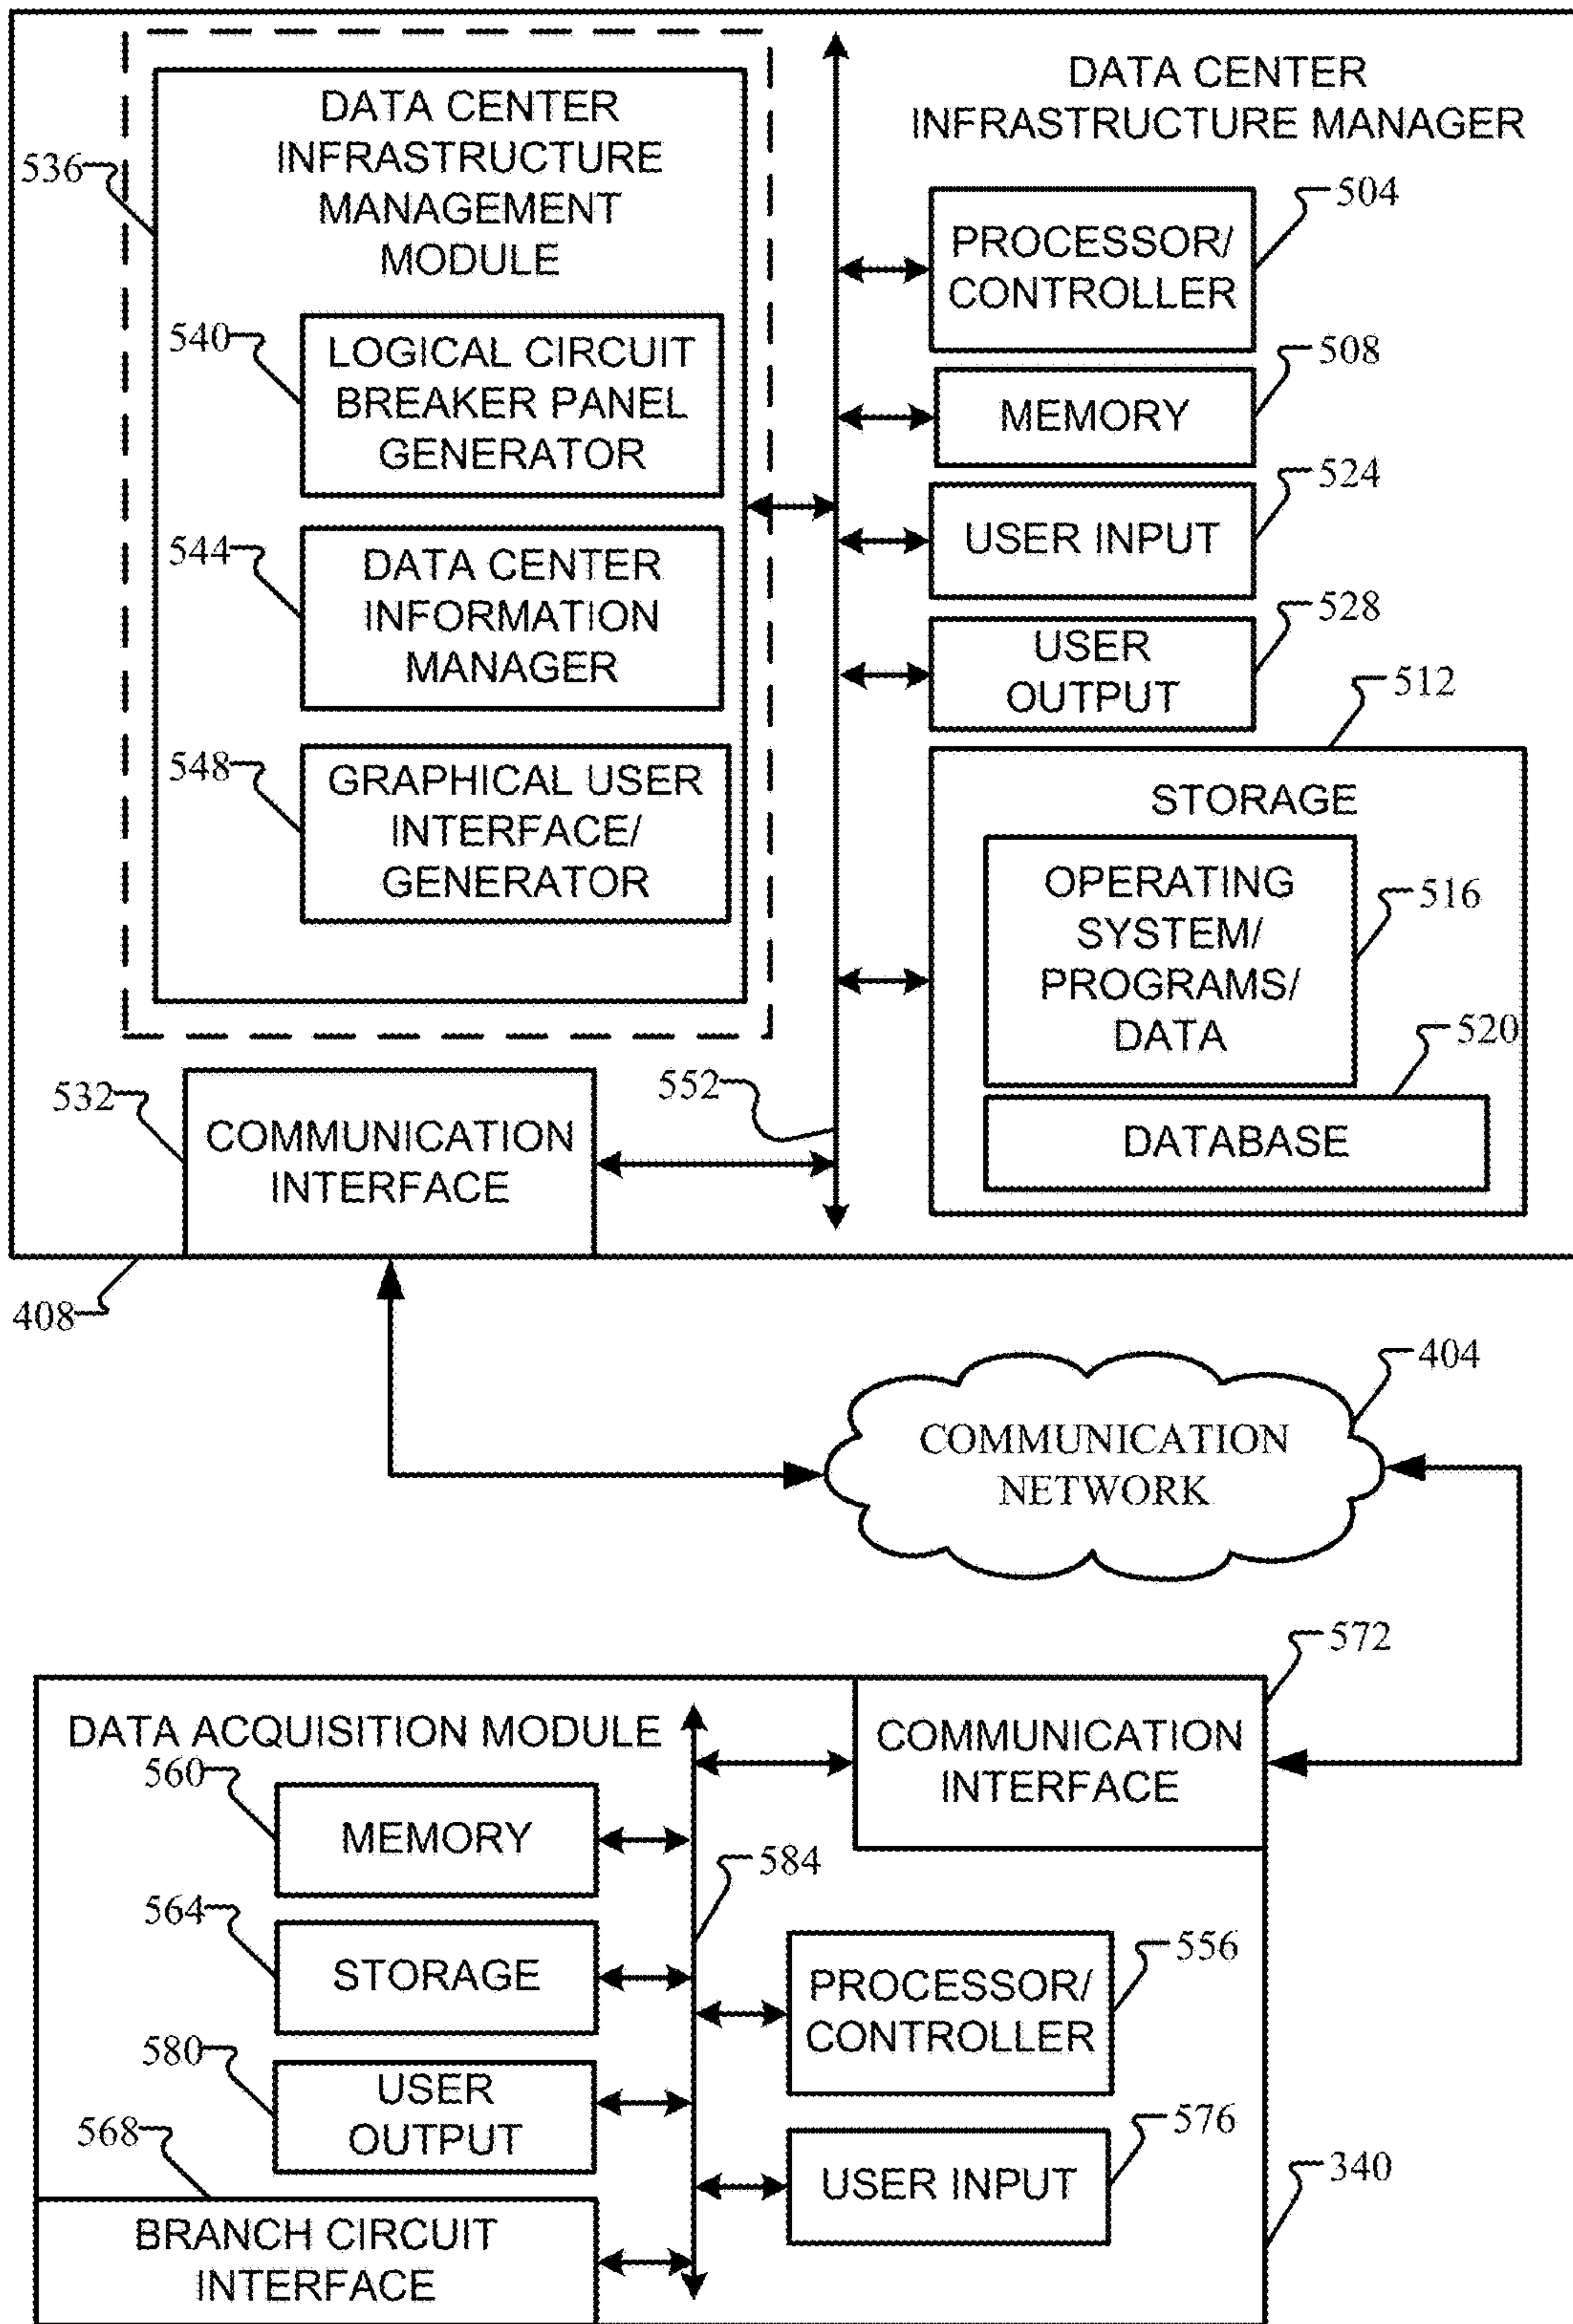 DATA CENTER
INFRASTRUCTURE MANAGER
536
DATA CENTER
INFRASTRUCTURE
MANAGEMENT
MODULE
540
LOGICAL CIRCUIT
BREAKER PANEL
GENERATOR
544
DATA CENTER
INFORMATION
MANAGER
548
GRAPHICAL USER
INTERFACE/
GENERATOR
504
PROCESSOR/
CONTROLLER
508
MEMORY
524
USER INPUT
528
USER
OUTPUT
512
STORAGE
OPERATING
SYSTEM/
PROGRAMS/
DATA
516
520
DATABASE
532
COMMUNICATION
INTERFACE
552
408
404
COMMUNICATION
NETWORK
572
DATA ACQUISITION MODULE
COMMUNICATION
INTERFACE
560
MEMORY
584
564
STORAGE
556
PROCESSOR/
CONTROLLER
580
USER
OUTPUT
576
USER INPUT
568
BRANCH CIRCUIT
INTERFACE
340